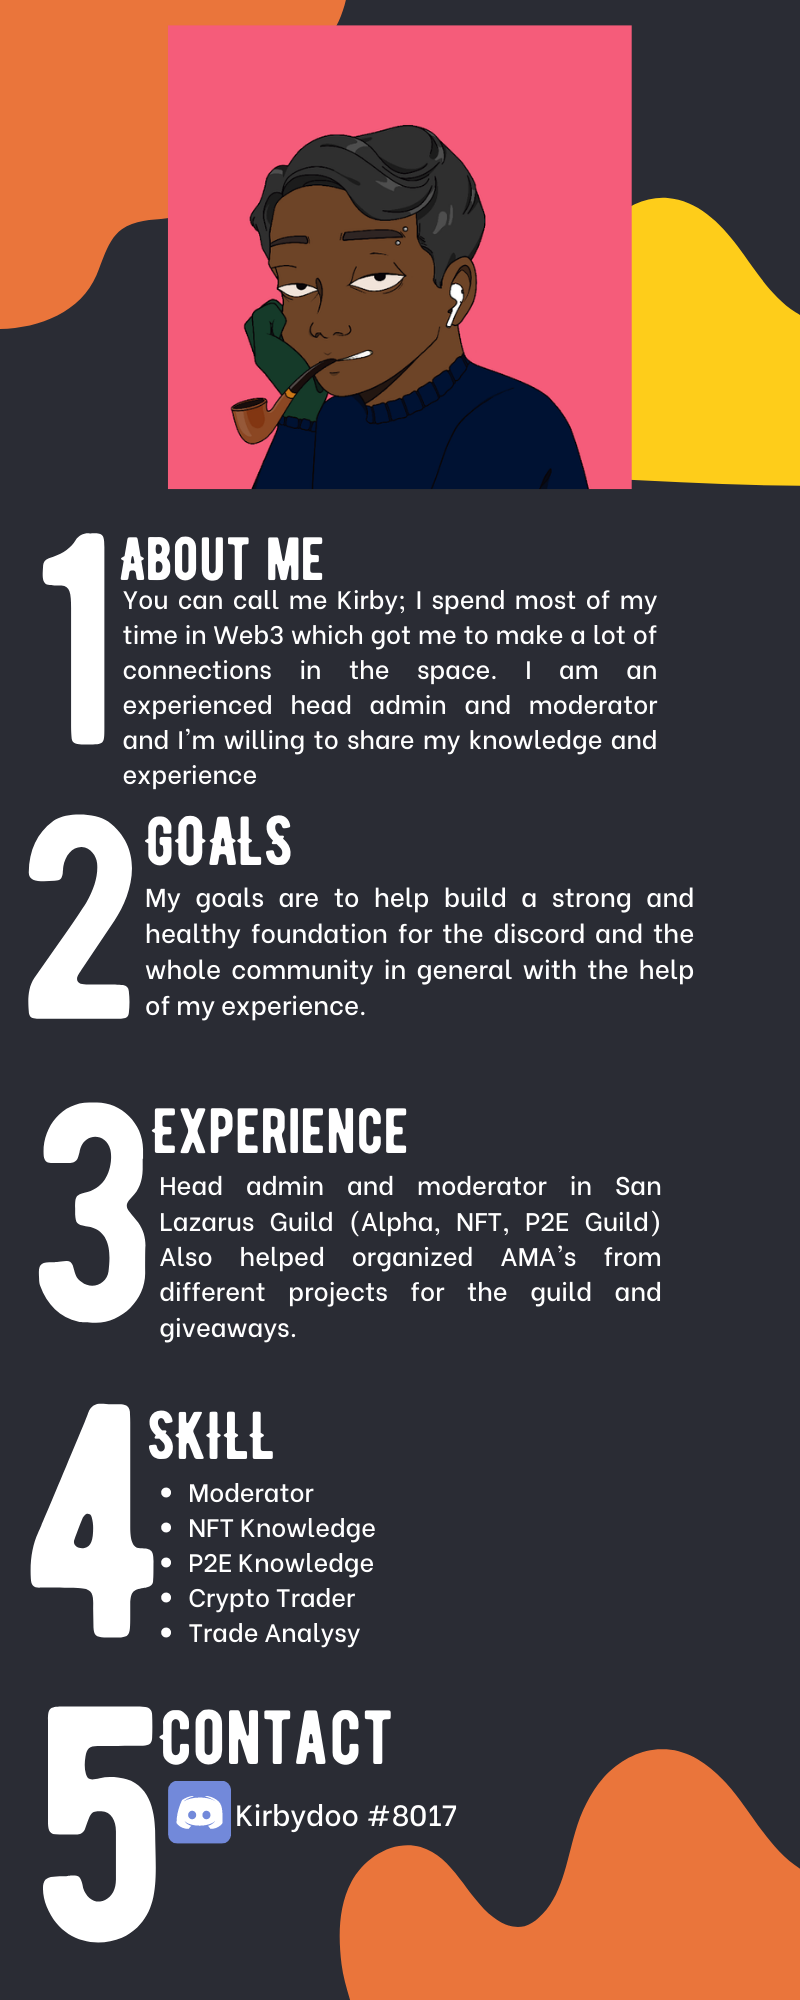 1
ABOUT ME
You can call me Kirby; I spend most of my
time in Web3 which got me to make a lot of
connections in the space. I am an
experienced head admin and moderator
and I'm willing to share my knowledge and
experience
2
GOALS
My goals are to help build a strong and
healthy foundation for the discord and the
whole community in general with the help
of my experience.
3
EXPERIENCE
Head admin and moderator in San
Lazarus Guild (Alpha, NFT, P2E Guild)
Also helped organized AMA's from
different projects for the guild and
giveaways.
4
SKILL
• Moderator
• NFT Knowledge
• P2E Knowledge
• Crypto Trader
• Trade Analysy
5
CONTACT
Kirbydoo #8017